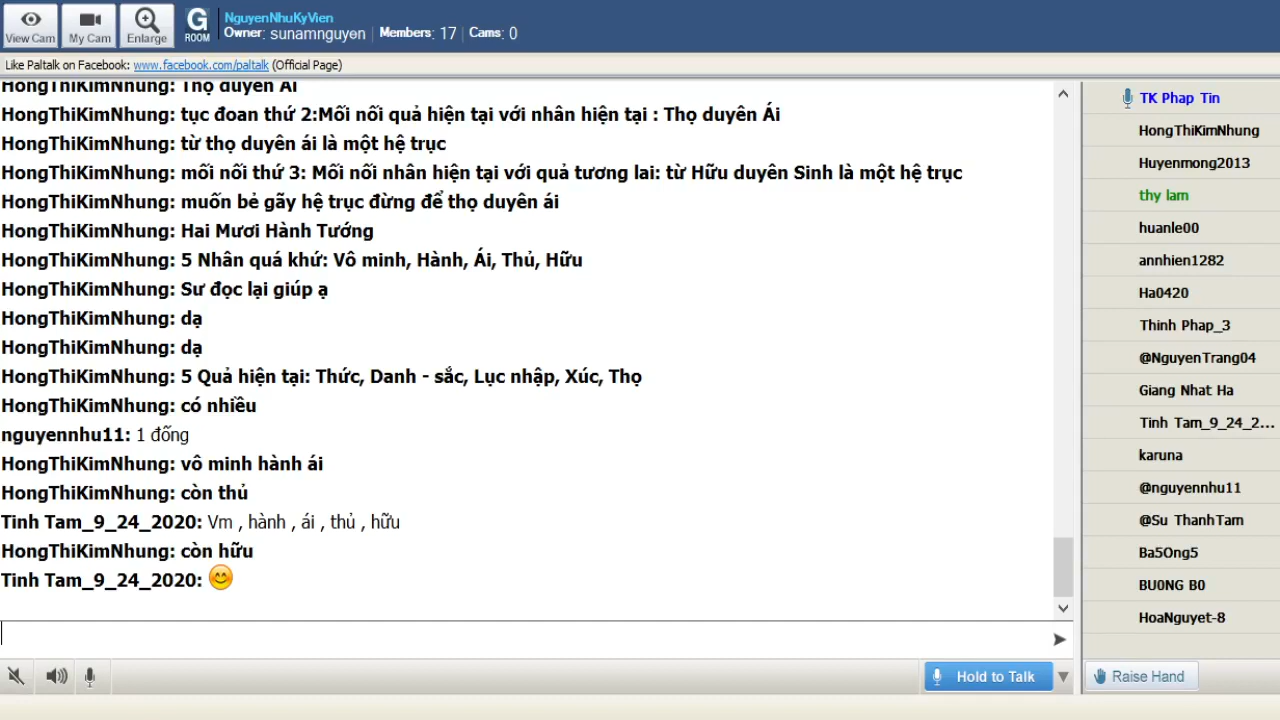 View Cam
My Cam
Enlarge
G
ROOM
NguyenNhuKyVien
Owner: sunamnguyen | Members: 17 | Cams: 0
Like Paltalk on Facebook: www.facebook.com/paltalk (Official Page)
HongThiKimNhung: Thọ duyên Ái
HongThiKimNhung: tục đoan thứ 2:Mối nối quả hiện tại với nhân hiện tại : Thọ duyên Ái
HongThiKimNhung: từ thọ duyên ái là một hệ trục
HongThiKimNhung: mối nối thứ 3: Mối nối nhân hiện tại với quả tương lai: từ Hữu duyên Sinh là một hệ trục
HongThiKimNhung: muốn bẻ gãy hệ trục đừng để thọ duyên ái
HongThiKimNhung: Hai Mươi Hành Tướng
HongThiKimNhung: 5 Nhân quá khứ: Vô minh, Hành, Ái, Thủ, Hữu
HongThiKimNhung: Sư đọc lại giúp ạ
HongThiKimNhung: dạ
HongThiKimNhung: dạ
HongThiKimNhung: 5 Quả hiện tại: Thức, Danh - sắc, Lục nhập, Xúc, Thọ
HongThiKimNhung: có nhiều
nguyennhu11: 1 đống
HongThiKimNhung: vô minh hành ái
HongThiKimNhung: còn thủ
Tinh Tam_9_24_2020: Vm , hành , ái , thủ , hữu
HongThiKimNhung: còn hữu
Tinh Tam_9_24_2020: 😊
TK Phap Tin
HongThiKimNhung
Huyenmong2013
thy lam
huanle00
annhien1282
Ha0420
Thinh Phap_3
@NguyenTrang04
Giang Nhat Ha
Tinh Tam_9_24_2...
karuna
@nguyennhu11
@Su ThanhTam
Ba5Ong5
BU0NG B0
HoaNguyet-8
Hold to Talk
Raise Hand